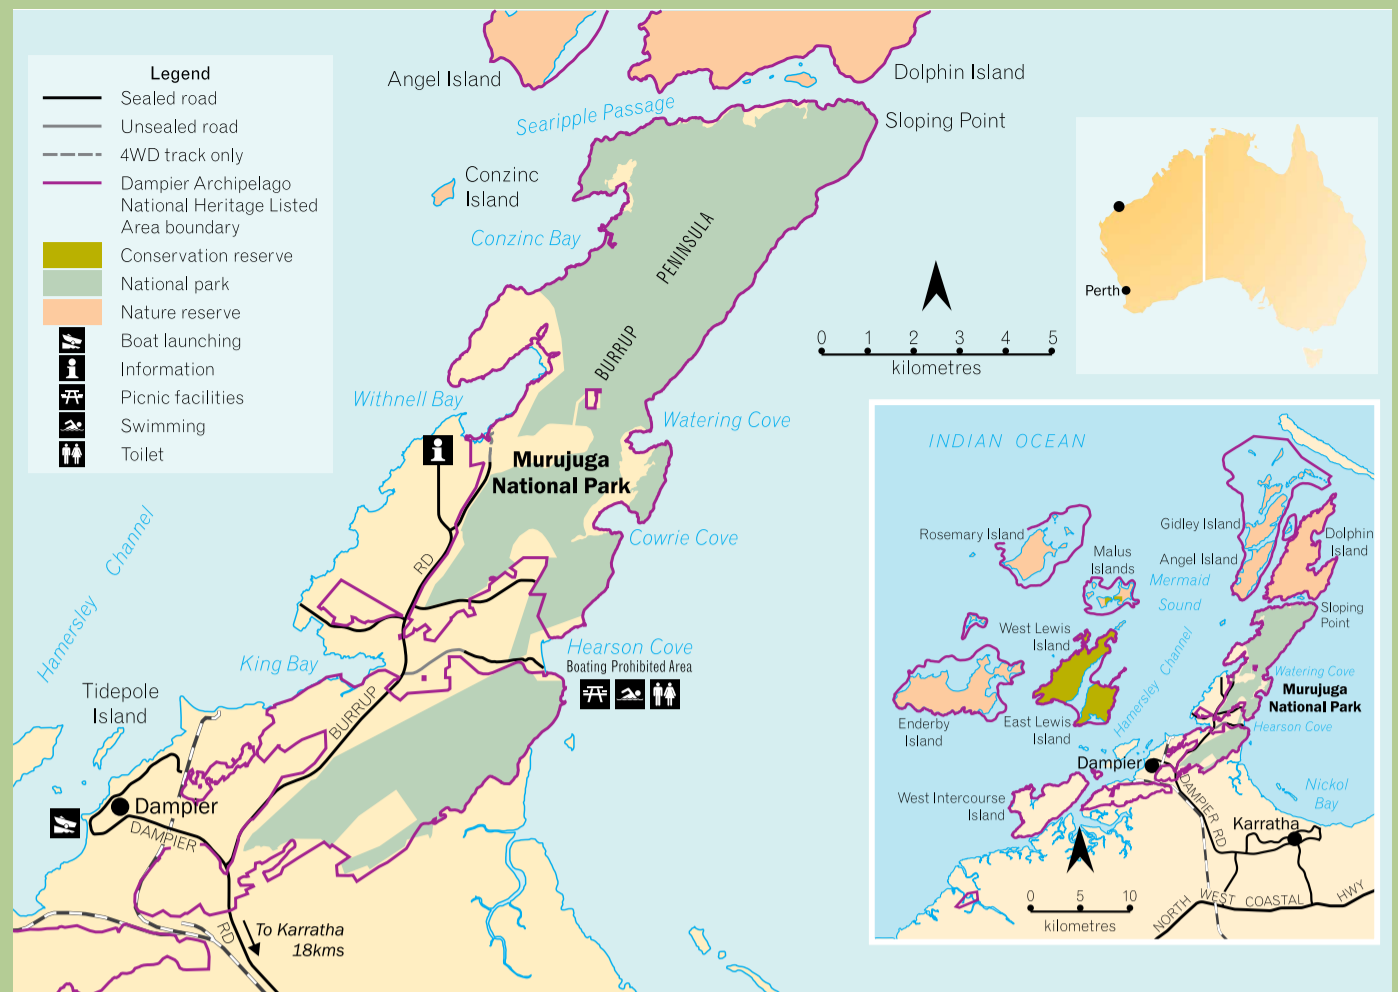 Legend
Sealed road
Unsealed road
4WD track only
Dampier Archipelago
National Heritage Listed
Area boundary
Conservation reserve
National park
Nature reserve
Boat launching
Information
Picnic facilities
Swimming
Toilet
Angel Island
Dolphin Island
Searipple Passage
Sloping Point
Conzinc
Island
Conzinc Bay
PENINSULA
BURRUP
Withnell Bay
Watering Cove
Murujuga
National Park
Cowrie Cove
RD
Hamersley Channel
King Bay
Hearson Cove
Boating Prohibited Area
Tidepole
Island
BURRUP
Dampier
DAMPIER
RD
To Karratha
18kms
0 1 2 3 4 5
kilometres
Perth
INDIAN OCEAN
Rosemary Island
Gidley Island
Dolphin
Island
Malus
Islands
Angel Island
Mermaid
Sound
Sloping
Point
West Lewis
Island
Hamersley Channel
Watering Cove
Murujuga
National Park
Enderby
Island
East Lewis
Island
Hearson Cove
Dampier
West Intercourse
Island
DAMPIER RD
Nickol
Bay
Karratha
0 5 10
kilometres
NORTH WEST COASTAL HWY